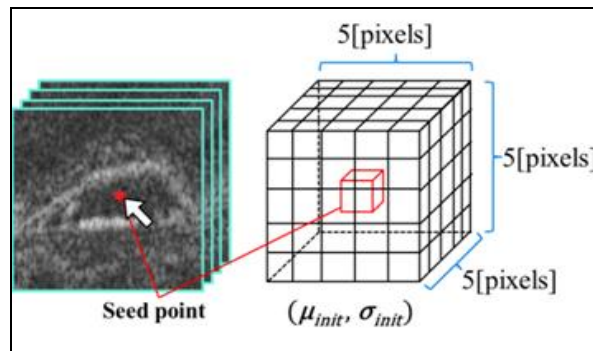 5[pixels]
5[pixels]
5[pixels]
Seed point
(μinit, σinit)